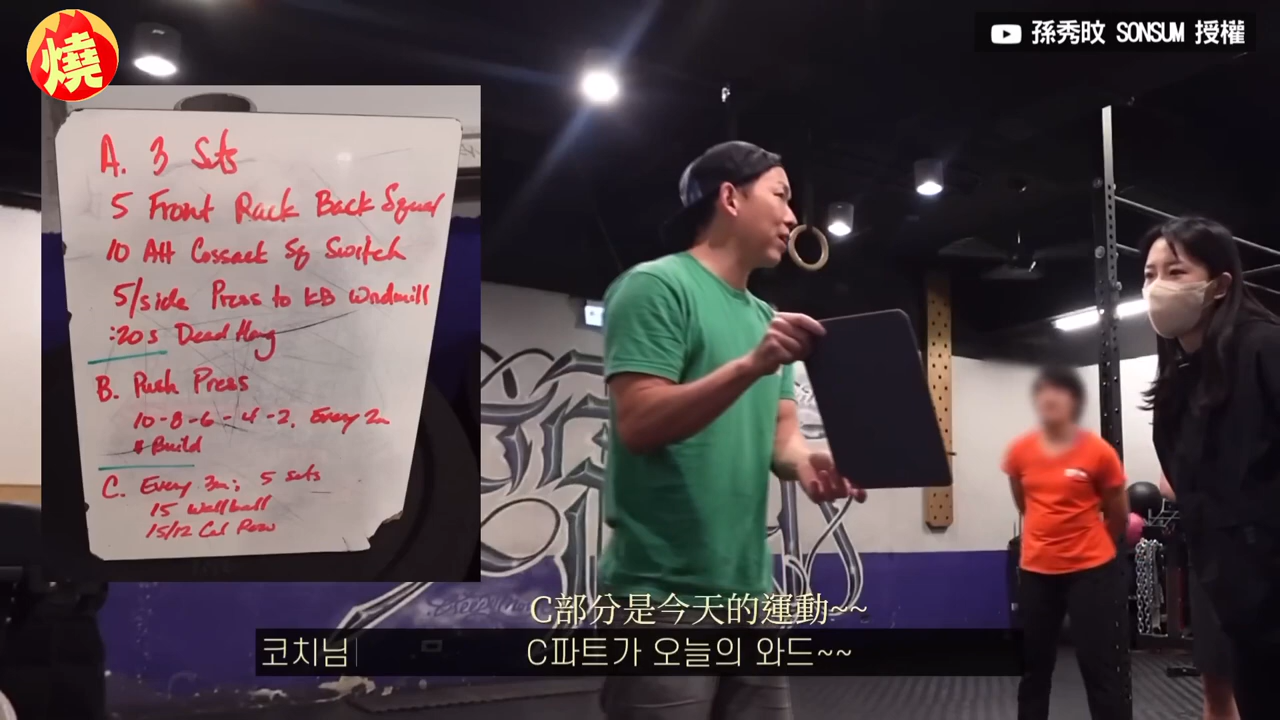 燒
孫秀旼 SONSUM 授權
A. 3 Sets
5 Front Rack Back Squat
10 Alt Cossack Sq Switch
5/side Press to KB Windmill
:20s Dead Hang
B. Push Press
10-8-6-4-2, Every 2m
Build
C. Every 3m; 5 sets
15 Wallball
15/12 Cal Row
C部分是今天的運動~~
코치님 C파트가 오늘의 와드~~